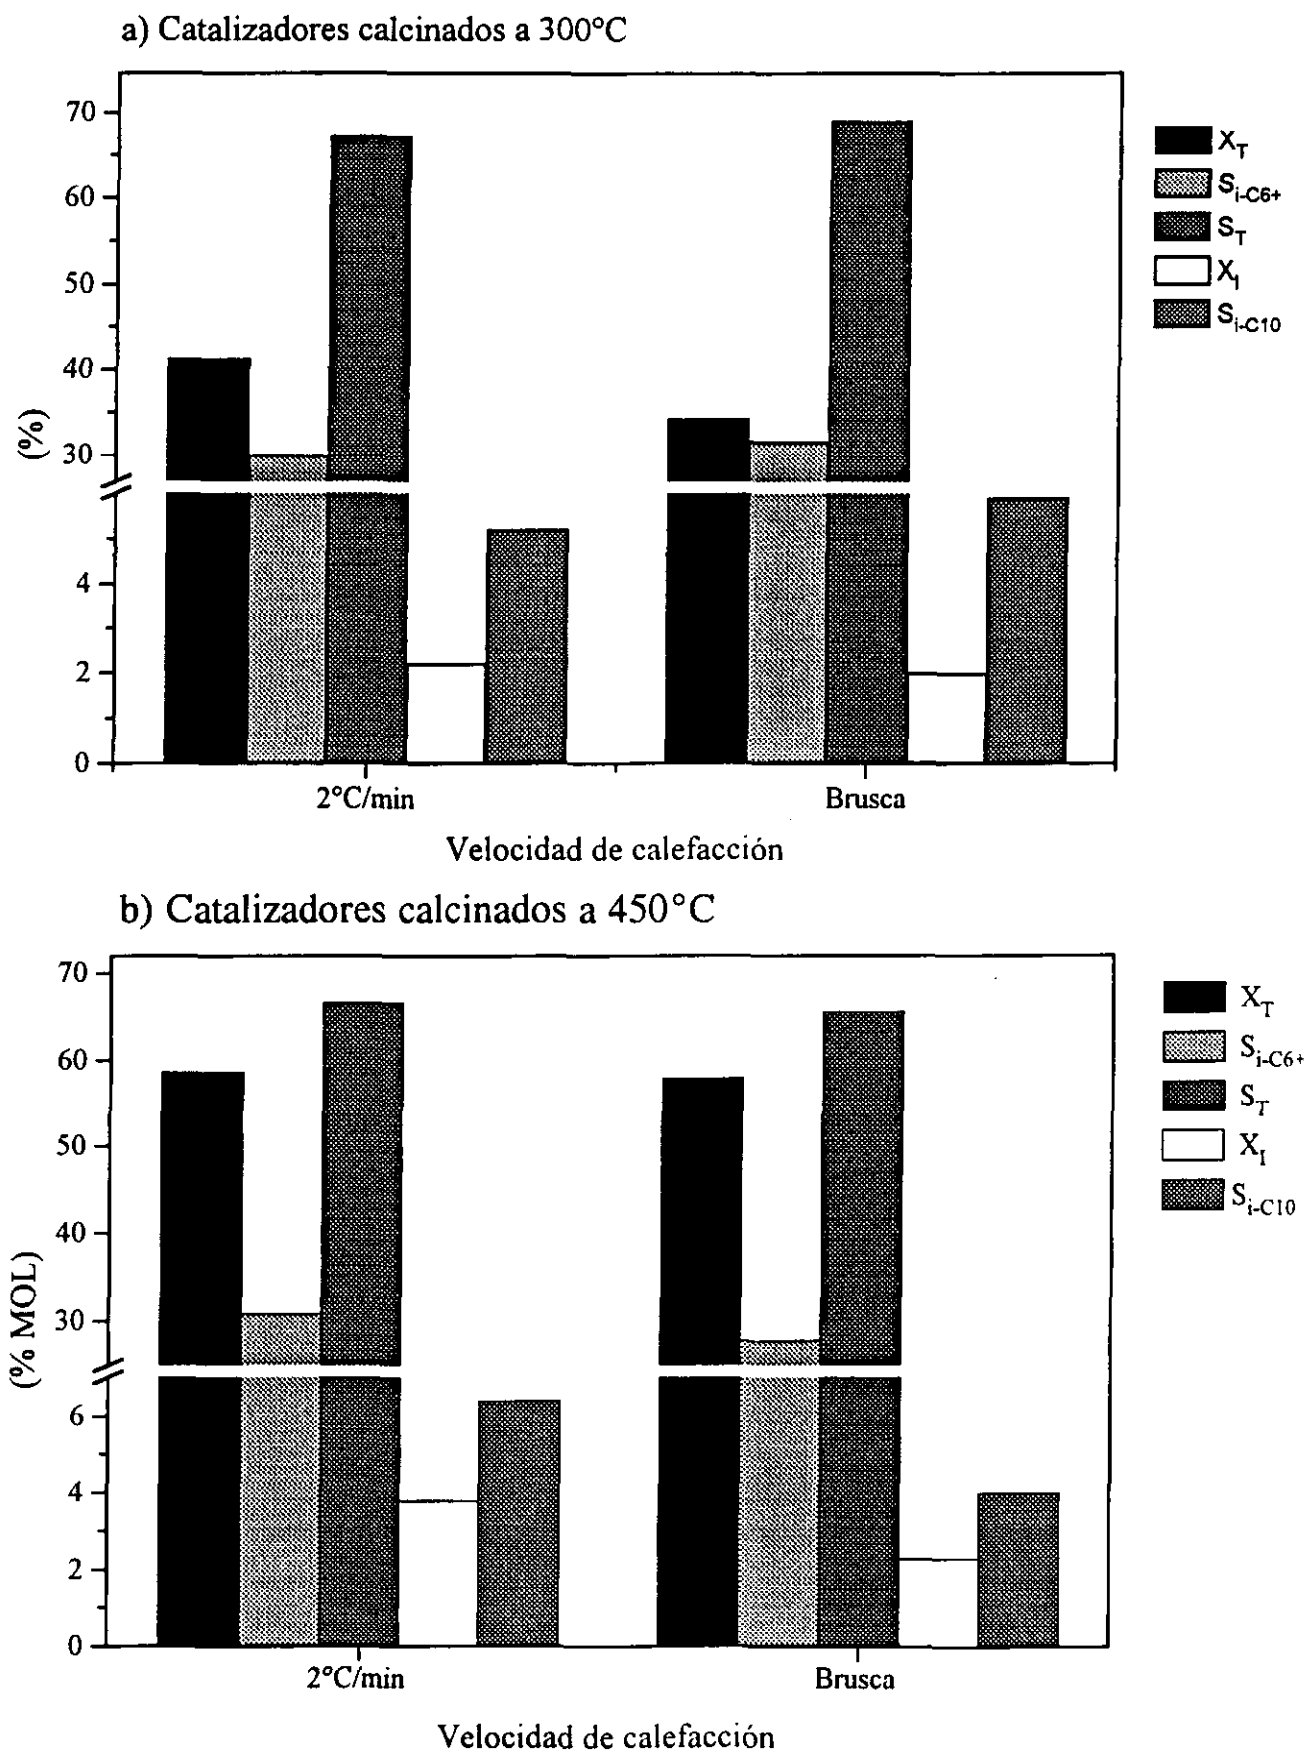 a) Catalizadores calcinados a 300°C
70
60
50
40
30
4
2
0
(%)
2°C/min
Brusca
Velocidad de calefacción
X_T
S_i-C6+
S_T
X_I
S_i-C10
b) Catalizadores calcinados a 450°C
70
60
50
40
30
6
4
2
0
(% MOL)
2°C/min
Brusca
Velocidad de calefacción
X_T
S_i-C6+
S_T
X_I
S_i-C10